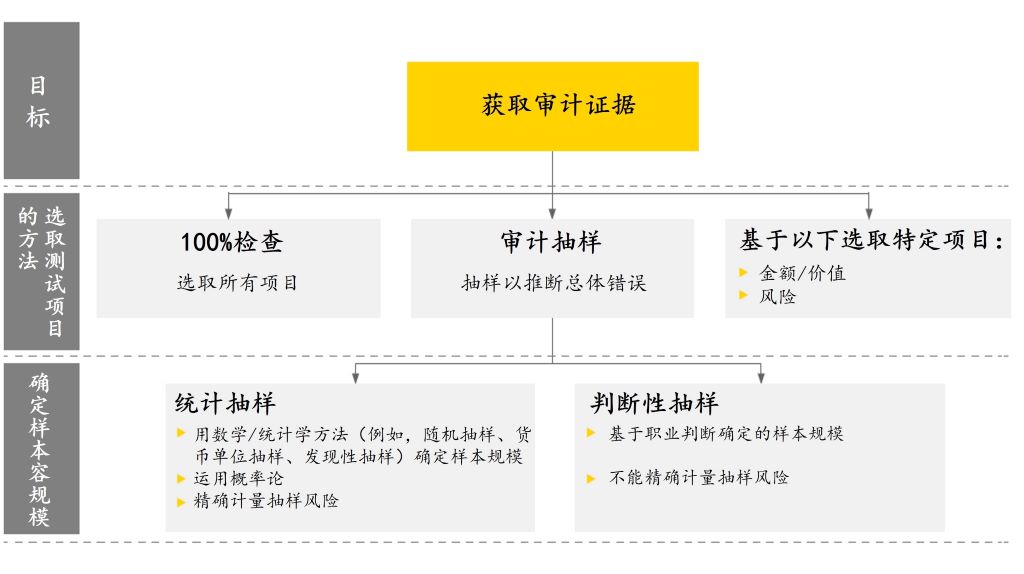 目标
获取审计证据
选取测试项目的方法
100%检查
选取所有项目
审计抽样
抽样以推断总体错误
基于以下选取特定项目:
金额/价值
风险
确定样本容规模
统计抽样
用数学/统计学方法（例如，随机抽样、货
币单位抽样、发现性抽样）确定样本规模
运用概率论
精确计量抽样风险
判断性抽样
基于职业判断确定的样本规模
不能精确计量抽样风险